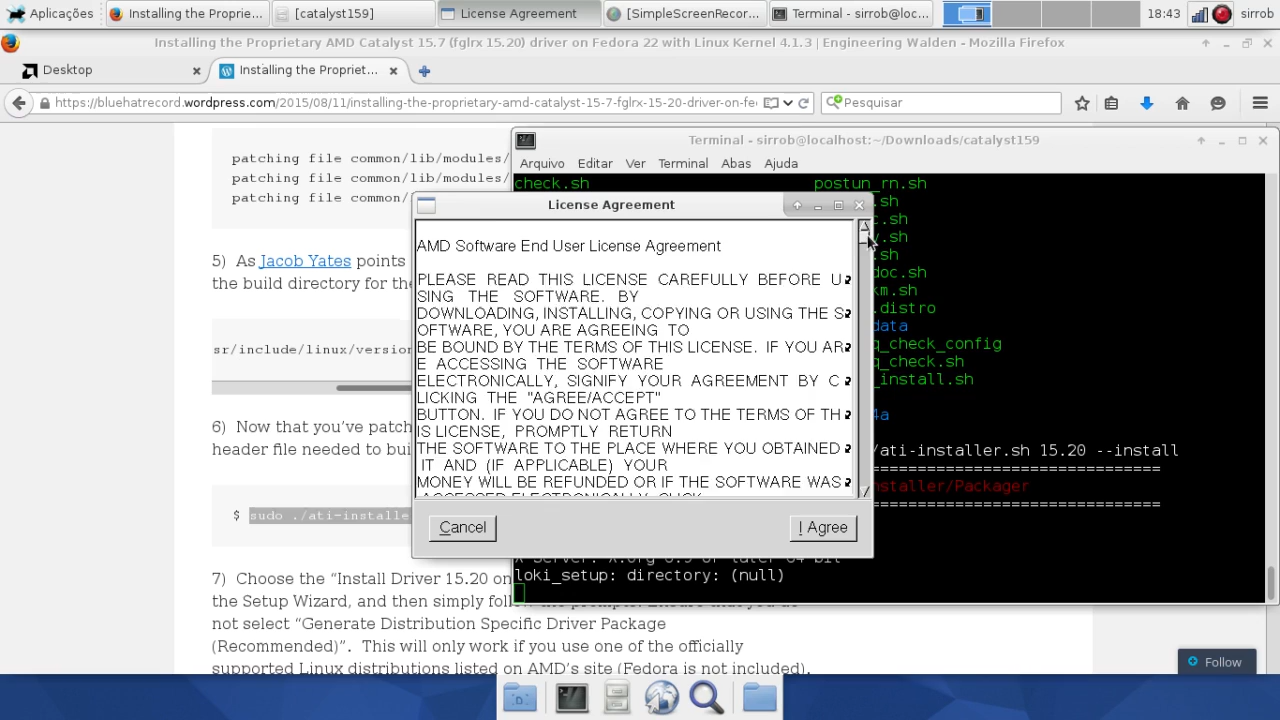 Aplicações
Installing the Proprie...
[catalyst159]
License Agreement
[SimpleScreenRecor...
Terminal - sirrob@loc...
18:43
sirrob
Installing the Proprietary AMD Catalyst 15.7 (fglrx 15.20) driver on Fedora 22 with Linux Kernel 4.1.3 | Engineering Walden - Mozilla Firefox
Desktop
Installing the Propriet...
https://bluehatrecord.wordpress.com/2015/08/11/installing-the-proprietary-amd-catalyst-15-7-fglrx-15-20-driver-on-fe
Pesquisar
patching file common/lib/modules/
patching file common/lib/modules/
patching file common/
5) As Jacob Yates points
the build directory for the
sr/include/linux/version
6) Now that you've patch
header file needed to bui
$ sudo ./ati-installe
7) Choose the "Install Driver 15.20 on
the Setup Wizard, and then simply follow
not select "Generate Distribution Specific Driver Package
(Recommended)". This will only work if you use one of the officially
supported Linux distributions listed on AMD's site (Fedora is not included).
Follow
Terminal - sirrob@localhost:~/Downloads/catalyst159
Arquivo Editar Ver Terminal Abas Ajuda
check.sh postun_rn.sh
.sh
.sh
.sh
.sh
doc.sh
km.sh
.distro
data
q_check_config
q_check.sh
_install.sh
4a
/ati-installer.sh 15.20 --install
=============================
nstaller/Packager
=============================
loki_setup: directory: (null)
License Agreement
AMD Software End User License Agreement
PLEASE READ THIS LICENSE CAREFULLY BEFORE U
SING THE SOFTWARE. BY
DOWNLOADING, INSTALLING, COPYING OR USING THE S
OFTWARE, YOU ARE AGREEING TO
BE BOUND BY THE TERMS OF THIS LICENSE. IF YOU AR
E ACCESSING THE SOFTWARE
ELECTRONICALLY, SIGNIFY YOUR AGREEMENT BY C
LICKING THE "AGREE/ACCEPT"
BUTTON. IF YOU DO NOT AGREE TO THE TERMS OF TH
IS LICENSE, PROMPTLY RETURN
THE SOFTWARE TO THE PLACE WHERE YOU OBTAINED
IT AND (IF APPLICABLE) YOUR
MONEY WILL BE REFUNDED OR IF THE SOFTWARE WAS
Cancel
I Agree